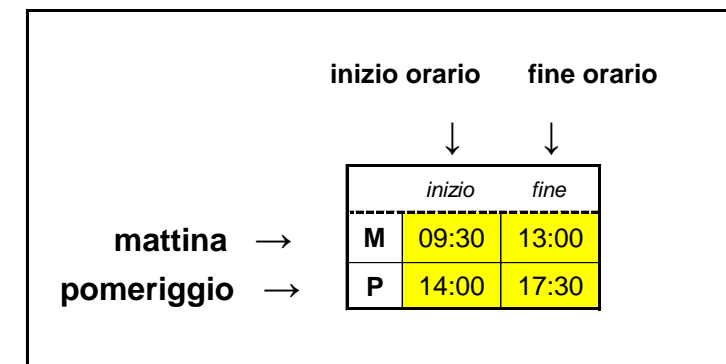 inizio orario fine orario
↓ ↓
inizio fine
mattina → M 09:30 13:00
pomeriggio → P 14:00 17:30